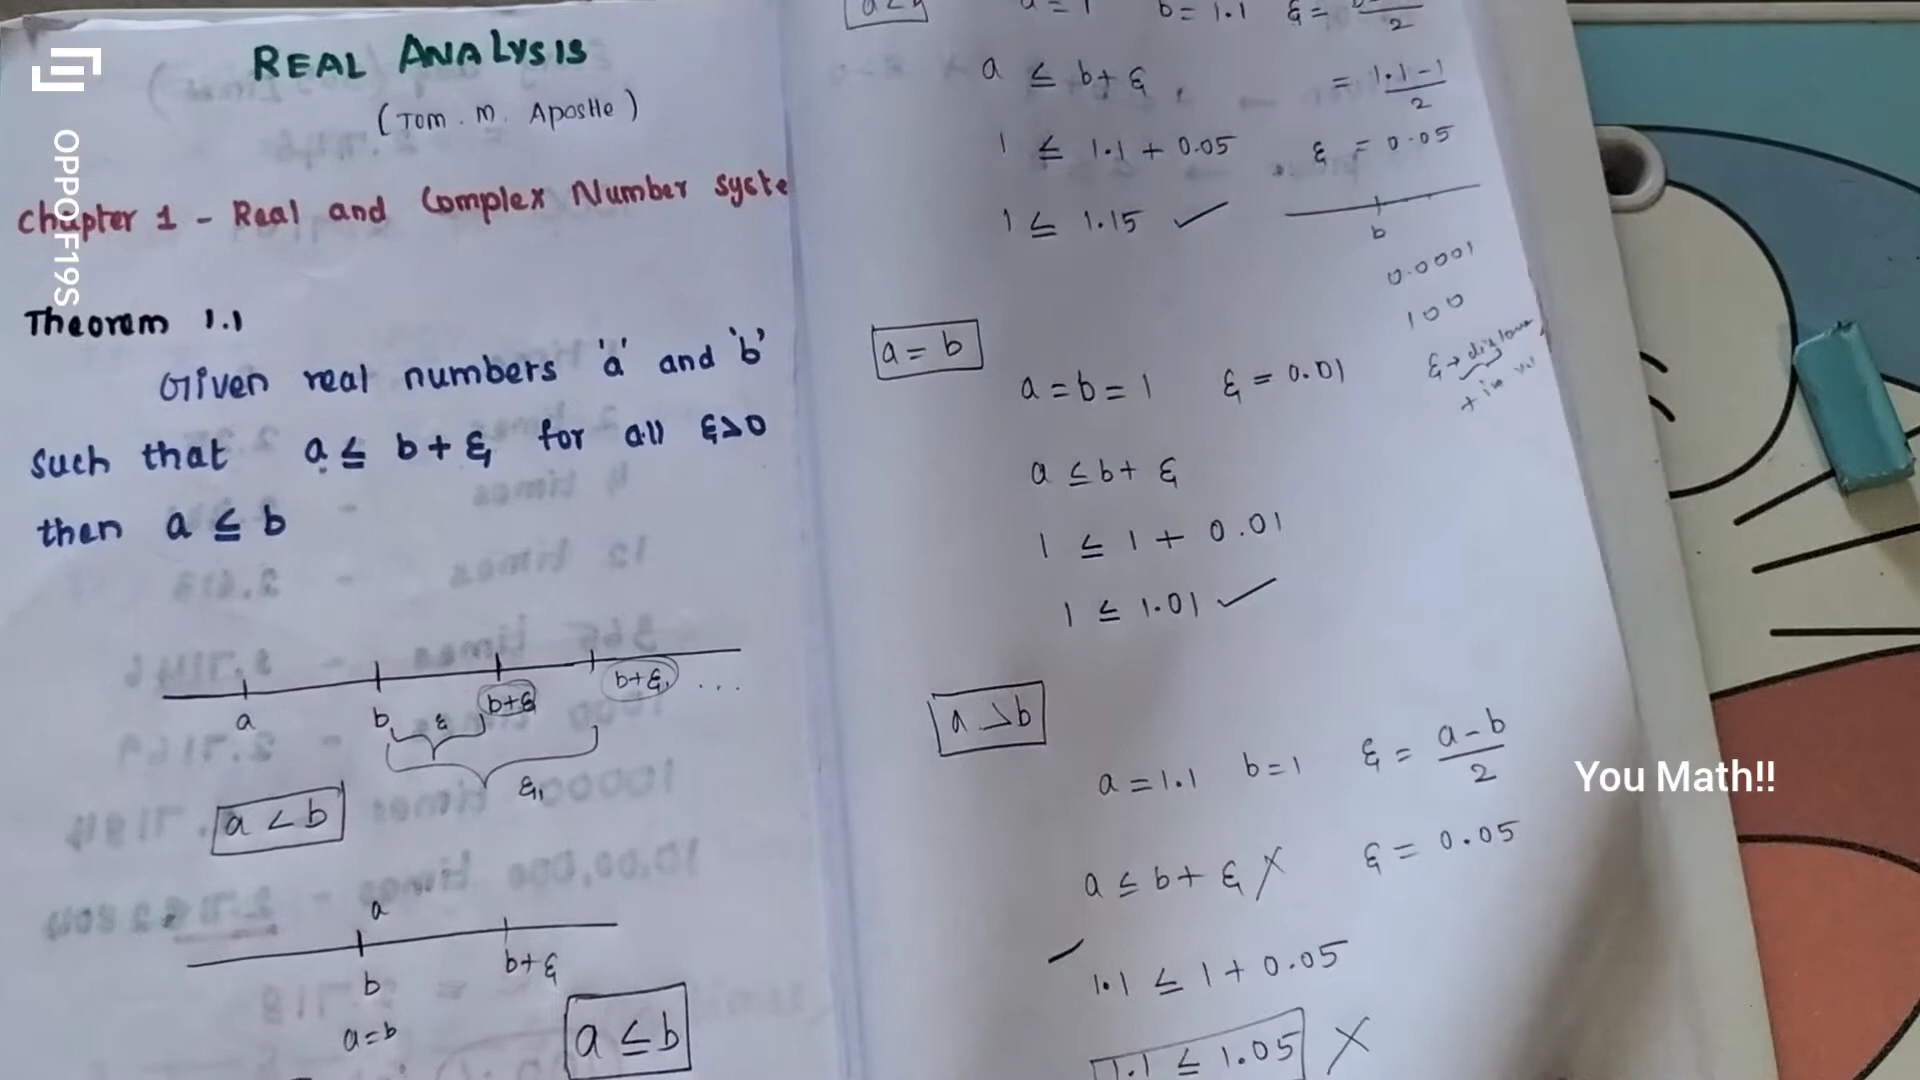 REAL ANALYSIS
(TOM. M. Apostle)
Chapter 1 - Real and Complex Number syste
Theorem 1.1
Given real numbers 'a' and 'b'
such that a ≤ b + ε, for all ε>0
then a ≤ b
a b b+ε b+ε₁ ...
ε
ε₁
a < b
a
b b+ε
a=b
a ≤ b
a = 1 b = 1.1 ε =
2
a ≤ b + ε
= 1.1-1
2
1 ≤ 1.1 + 0.05 ε = 0.05
1 ≤ 1.15 ✓
b
0.0001
100
a = b
a = b = 1 ε = 0.01
a ≤ b + ε
1 ≤ 1 + 0.01
1 ≤ 1.01 ✓
a > b
a = 1.1 b = 1 ε = a-b
2
a ≤ b + ε ✗ ε = 0.05
1.1 ≤ 1 + 0.05
1.1 ≤ 1.05 ✗
You Math!!
OPPO F19S